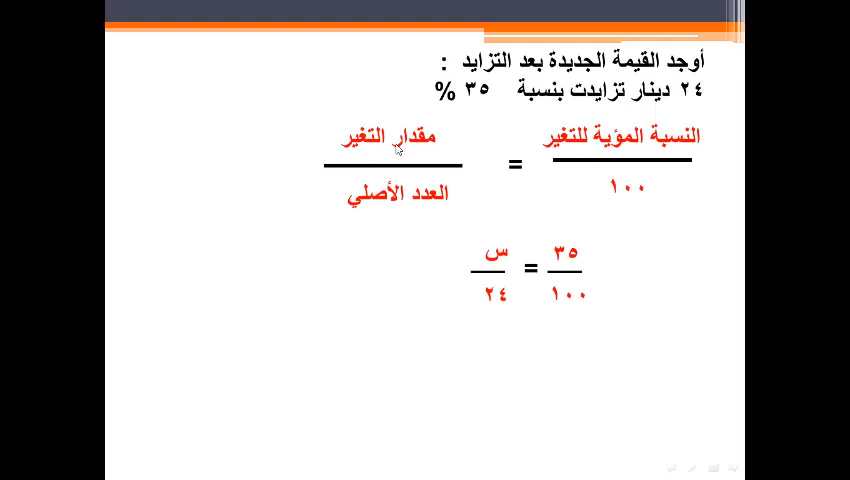 أوجد القيمة الجديدة بعد التزايد :
٢٤ دينار تزايدت بنسبة ٣٥ %
النسبة المؤية للتغير = مقدار التغير
١٠٠ العدد الأصلي
٣٥ = س
١٠٠ ٢٤